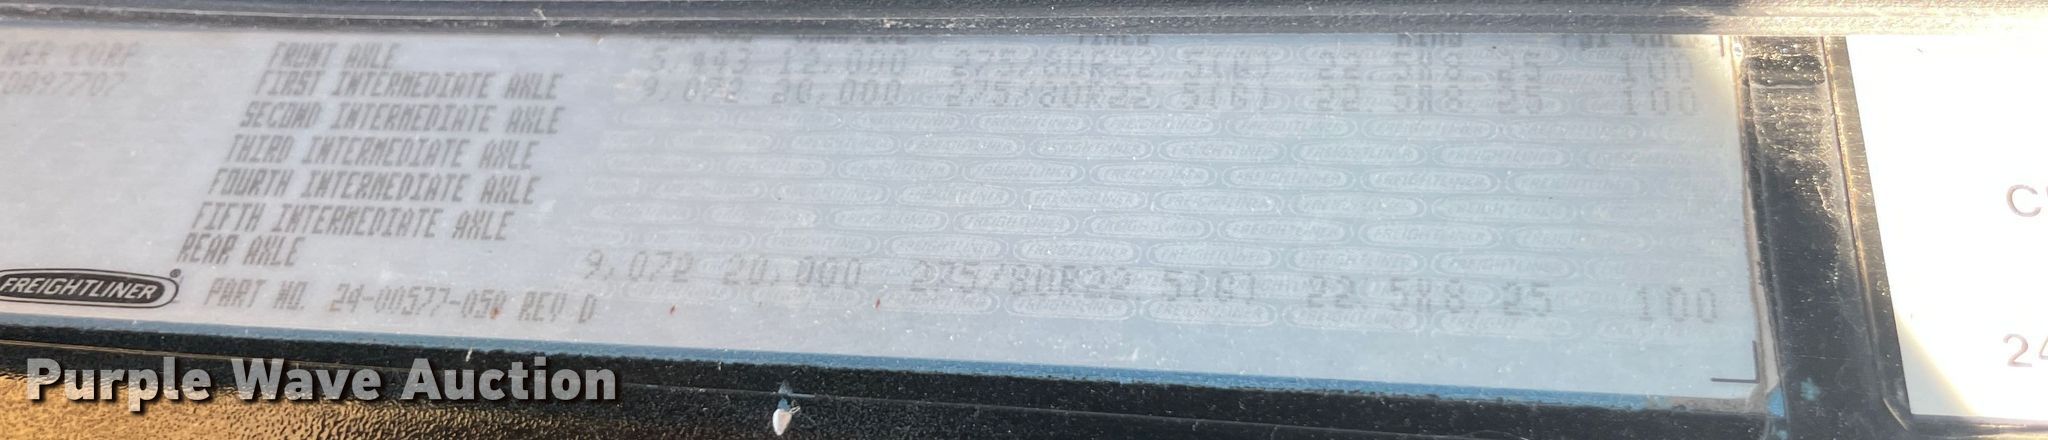 FRONT AXLE 5,443 12,000 275/80R22.5(G) 22.5X8.25 100
FIRST INTERMEDIATE AXLE 9,072 20,000 275/80R22.5(G) 22.5X8.25 100
SECOND INTERMEDIATE AXLE
THIRD INTERMEDIATE AXLE
FOURTH INTERMEDIATE AXLE
FIFTH INTERMEDIATE AXLE
REAR AXLE 9,072 20,000 275/80R22.5(G) 22.5X8.25 100
FREIGHTLINER® PART NO. 24-00577-050 REV D
Purple Wave Auction